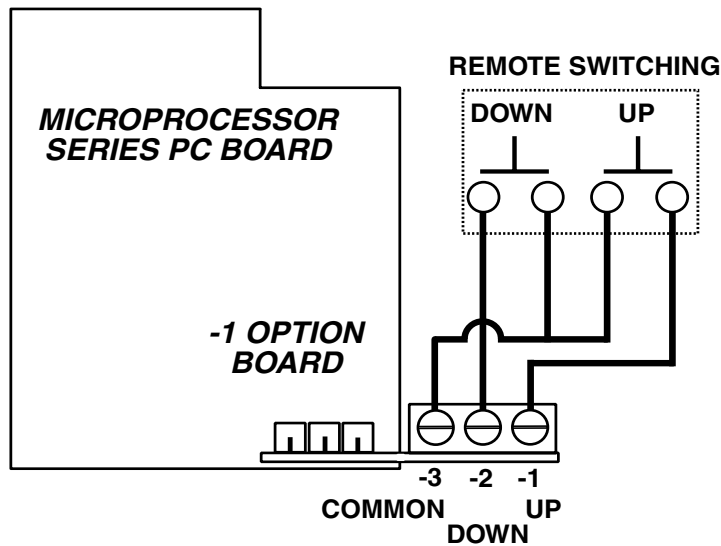 REMOTE SWITCHING
DOWN UP
MICROPROCESSOR
SERIES PC BOARD
-1 OPTION
BOARD
-3 -2 -1
COMMON UP
DOWN